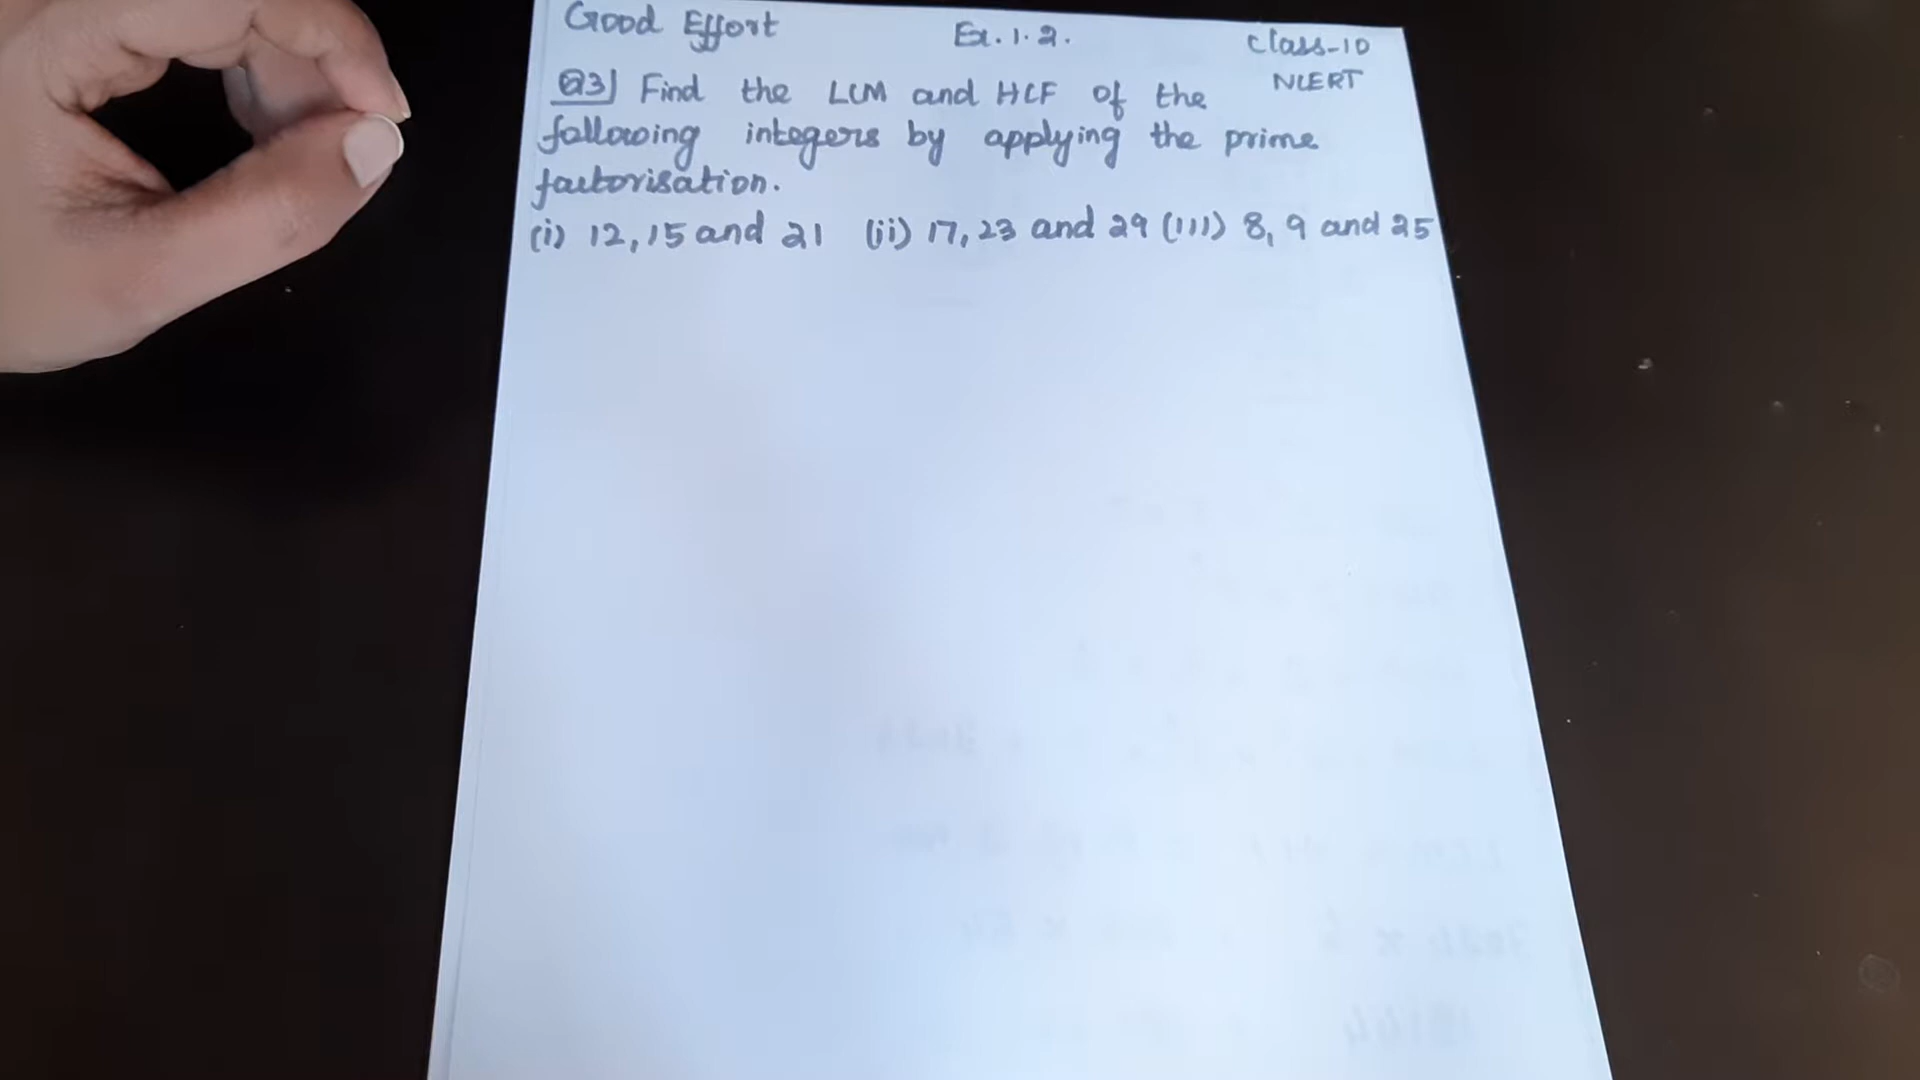 Good Effort Ex. 1.2. Class-10
NCERT
Q3) Find the LCM and HCF of the
following integers by applying the prime
factorisation.
(i) 12, 15 and 21 (ii) 17, 23 and 29 (iii) 8, 9 and 25